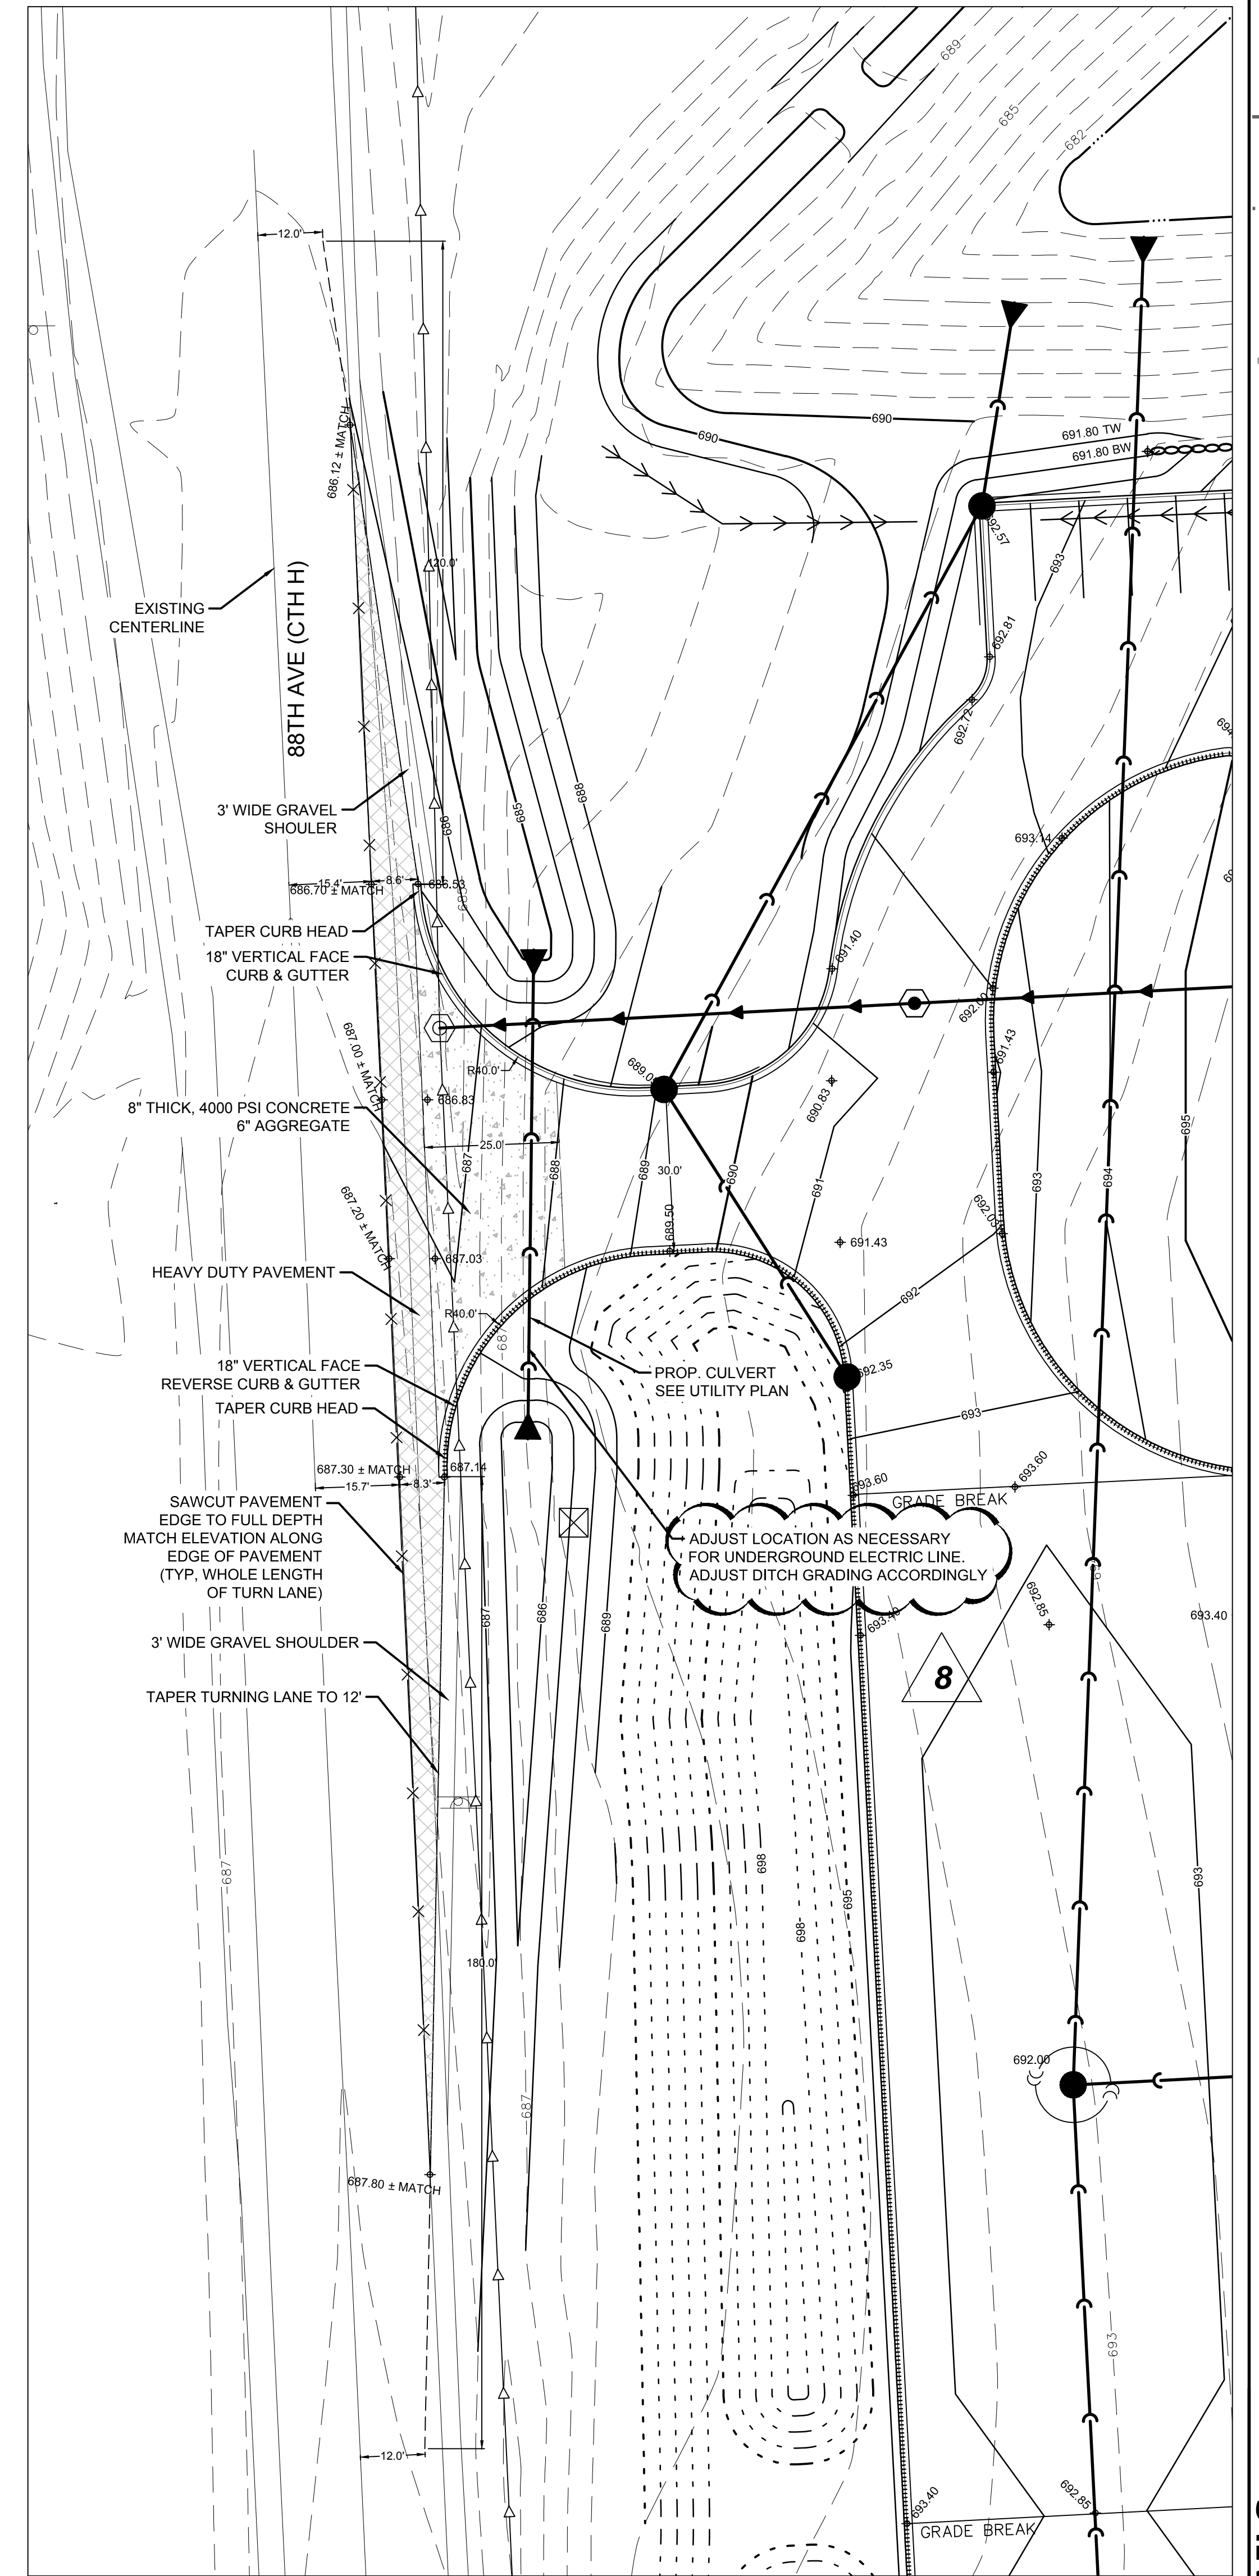 689
685
682
12.0'
690
690
691.80 TW
691.80 BW
686.12 ± MATCH
692.57
693
120.0'
EXISTING
CENTERLINE
88TH AVE (CTH H)
692.81
692.72
688
685
686
3' WIDE GRAVEL
SHOULER
693.14
15.4'
8.6'
686.53
686.70 ± MATCH
TAPER CURB HEAD
18" VERTICAL FACE
CURB & GUTTER
691.40
687.00 ± MATCH
691.43
R40.0'
690.83
686.83
8" THICK, 4000 PSI CONCRETE
6" AGGREGATE
695
25.0'
687
688
689
30.0'
690
691
693
694
687.20 ± MATCH
689.50
692.03
691.43
687.03
HEAVY DUTY PAVEMENT
692
R40.0'
687
18" VERTICAL FACE
REVERSE CURB & GUTTER
PROP. CULVERT
SEE UTILITY PLAN
692.35
TAPER CURB HEAD
693
687.30 ± MATCH
687.14
15.7'
8.3'
693.60
693.60
GRADE BREAK
SAWCUT PAVEMENT
EDGE TO FULL DEPTH
MATCH ELEVATION ALONG
EDGE OF PAVEMENT
(TYP, WHOLE LENGTH
OF TURN LANE)
ADJUST LOCATION AS NECESSARY
FOR UNDERGROUND ELECTRIC LINE.
ADJUST DITCH GRADING ACCORDINGLY
692.85
693.40
687
686
689
693.40
3' WIDE GRAVEL SHOULDER
8
TAPER TURNING LANE TO 12'
687
698
698
695
693
180.0'
692.00
687
687.80 ± MATCH
693
12.0'
693.40
692.85
GRADE BREAK